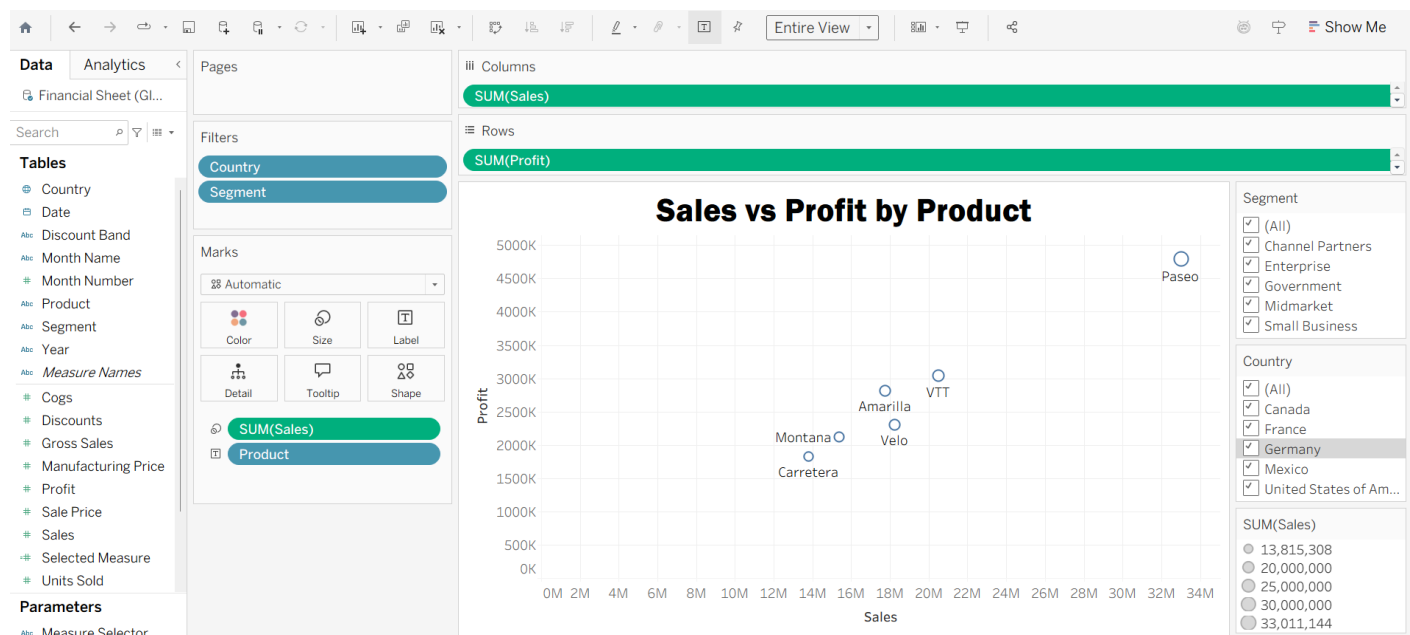 Entire View
Show Me
Data
Analytics
Financial Sheet (Gl...
Search
Tables
Country
Date
Abc Discount Band
Abc Month Name
# Month Number
Abc Product
Abc Segment
Abc Year
Abc Measure Names
# Cogs
# Discounts
# Gross Sales
# Manufacturing Price
# Profit
# Sale Price
# Sales
=# Selected Measure
# Units Sold
Parameters
Abc Measure Selector
Pages
Filters
Country
Segment
Marks
Automatic
Color
Size
Label
Detail
Tooltip
Shape
SUM(Sales)
Product
Columns
SUM(Sales)
Rows
SUM(Profit)
Sales vs Profit by Product
Profit
5000K
4500K
4000K
3500K
3000K
2500K
2000K
1500K
1000K
500K
0K
Paseo
VTT
Amarilla
Velo
Montana
Carretera
0M 2M 4M 6M 8M 10M 12M 14M 16M 18M 20M 22M 24M 26M 28M 30M 32M 34M
Sales
Segment
(All)
Channel Partners
Enterprise
Government
Midmarket
Small Business
Country
(All)
Canada
France
Germany
Mexico
United States of Am...
SUM(Sales)
13,815,308
20,000,000
25,000,000
30,000,000
33,011,144